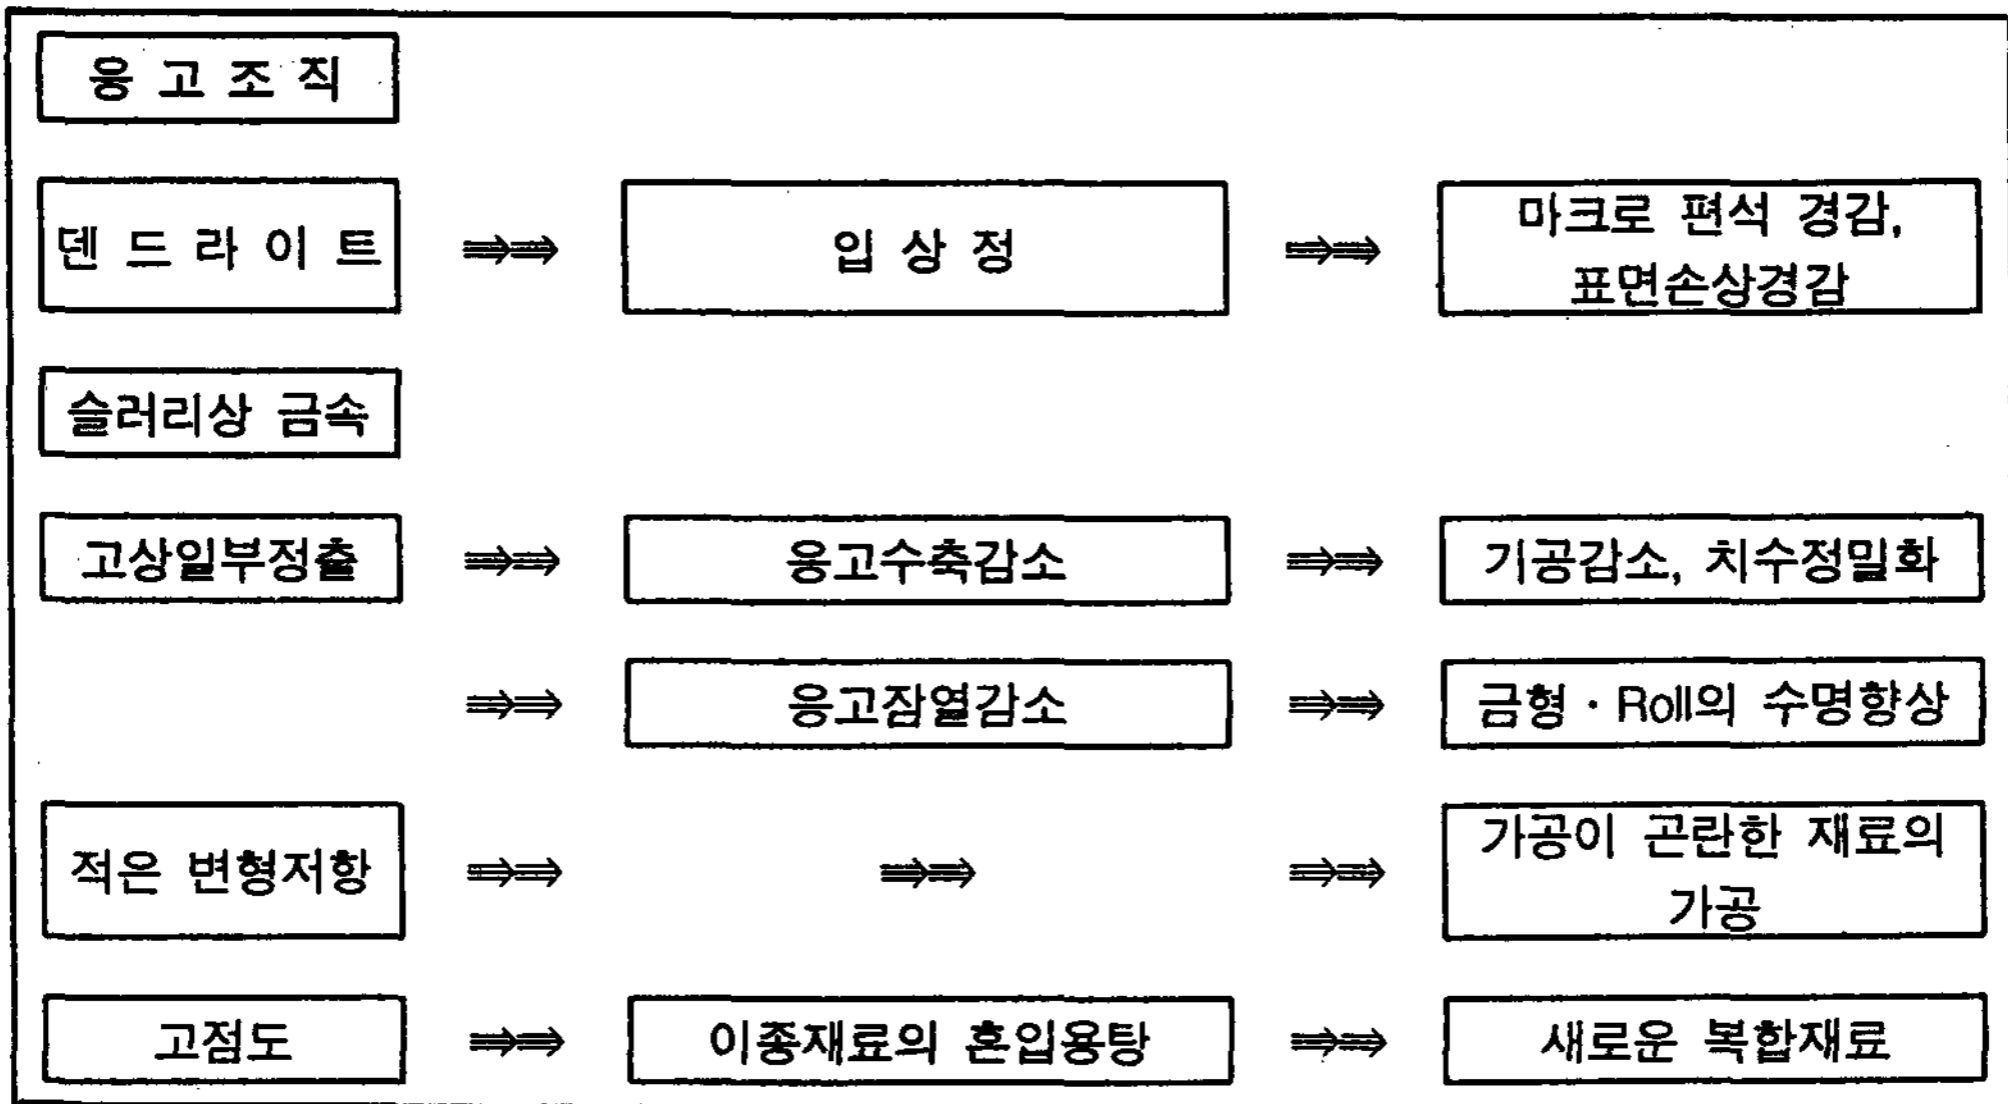 응 고 조 직
덴 드 라 이 트 ⇒⇒ 입 상 정 ⇒⇒ 마크로 편석 경감,
표면손상경감
슬러리상 금속
고상일부정출 ⇒⇒ 응고수축감소 ⇒⇒ 기공감소, 치수정밀화
⇒⇒ 응고잠열감소 ⇒⇒ 금형 · Roll의 수명향상
적은 변형저항 ⇒⇒ ⇒⇒ ⇒⇒ 가공이 곤란한 재료의
가공
고점도 ⇒⇒ 이종재료의 혼입용탕 ⇒⇒ 새로운 복합재료